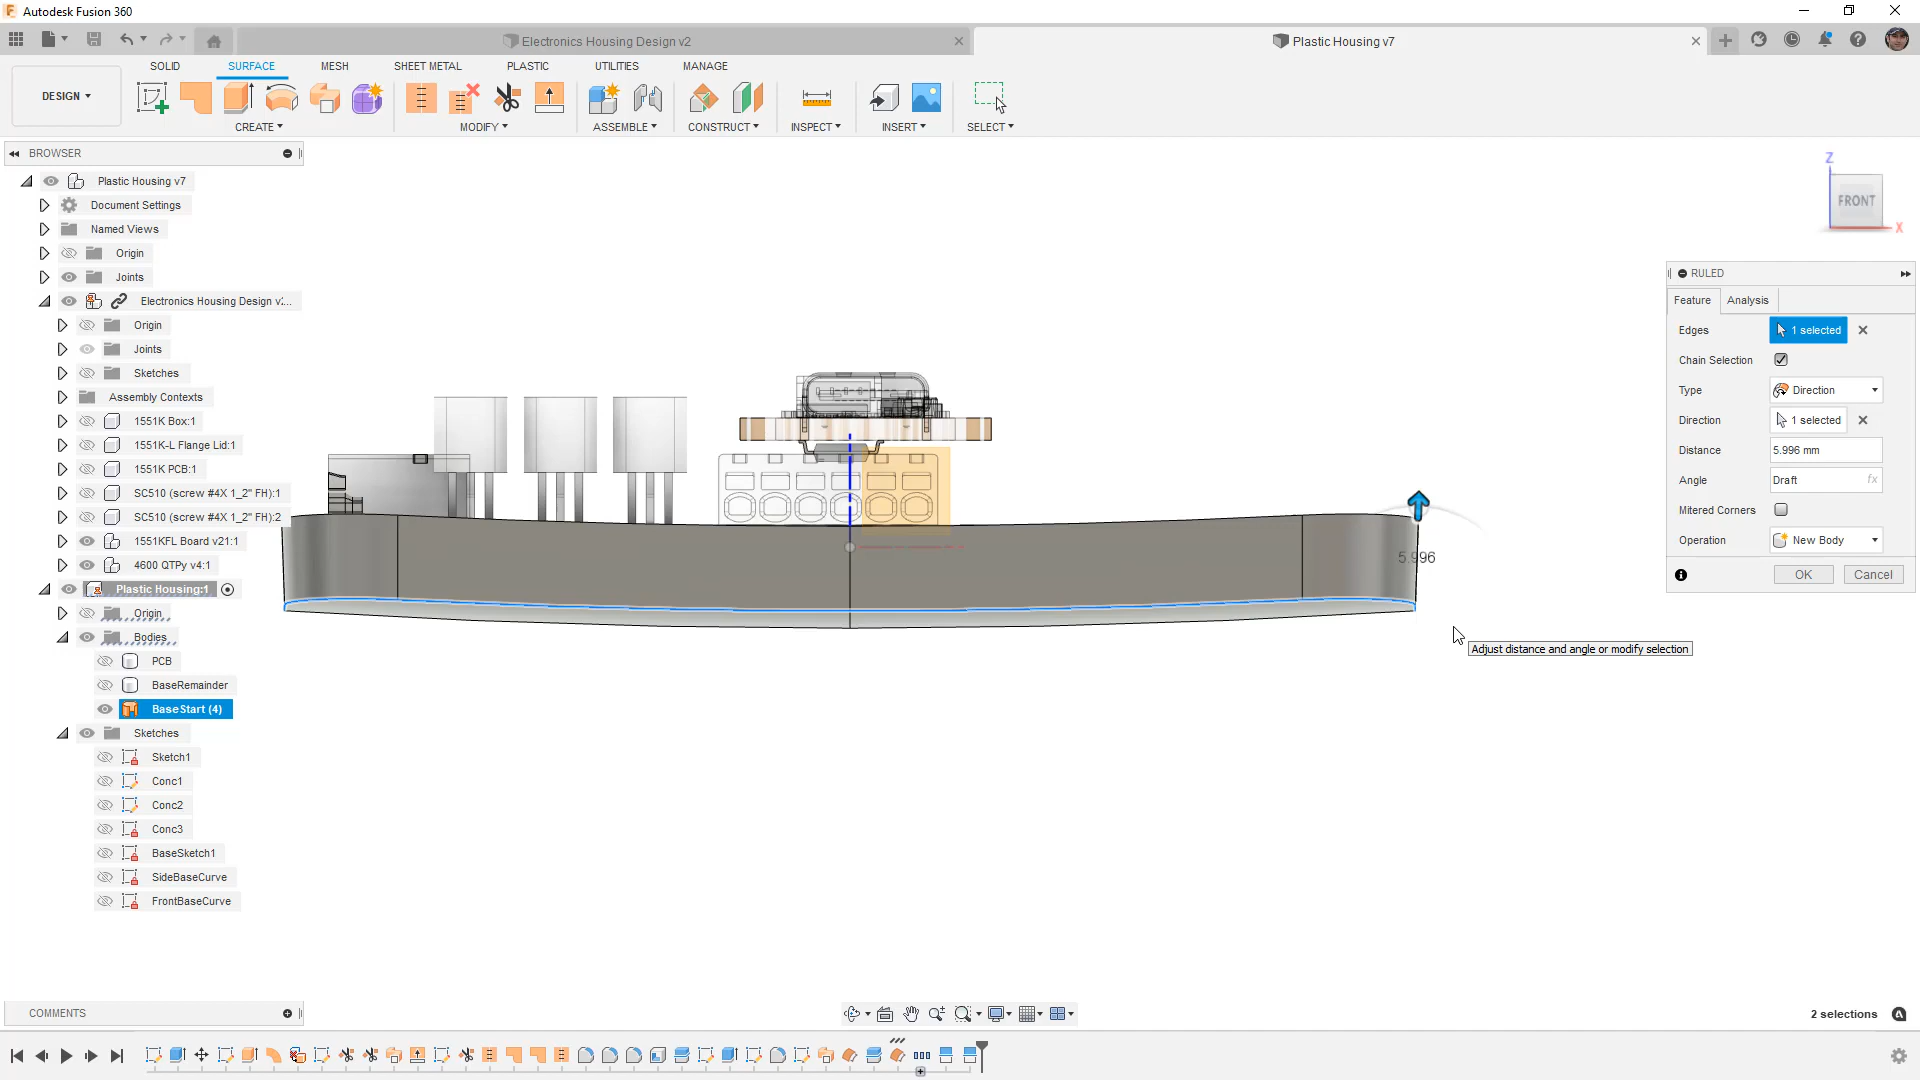 Autodesk Fusion 360
Electronics Housing Design v2
Plastic Housing v7
SOLID
SURFACE
MESH
SHEET METAL
PLASTIC
UTILITIES
MANAGE
DESIGN
CREATE
MODIFY
ASSEMBLE
CONSTRUCT
INSPECT
INSERT
SELECT
BROWSER
Plastic Housing v7
Document Settings
Named Views
Origin
Joints
Electronics Housing Design v:...
Origin
Joints
Sketches
Assembly Contexts
1551K Box:1
1551K-L Flange Lid:1
1551K PCB:1
SC510 (screw #4X 1_2" FH):1
SC510 (screw #4X 1_2" FH):2
1551KFL Board v21:1
4600 QTPy v4:1
Plastic Housing:1
Origin
Bodies
PCB
BaseRemainder
BaseStart (4)
Sketches
Sketch1
Conc1
Conc2
Conc3
BaseSketch1
SideBaseCurve
FrontBaseCurve
Z
FRONT
X
RULED
Feature
Analysis
Edges
1 selected
Chain Selection
Type
Direction
Direction
1 selected
Distance
5.996 mm
Angle
Draft
fx
Mitered Corners
Operation
New Body
OK
Cancel
5.996
Adjust distance and angle or modify selection
COMMENTS
2 selections